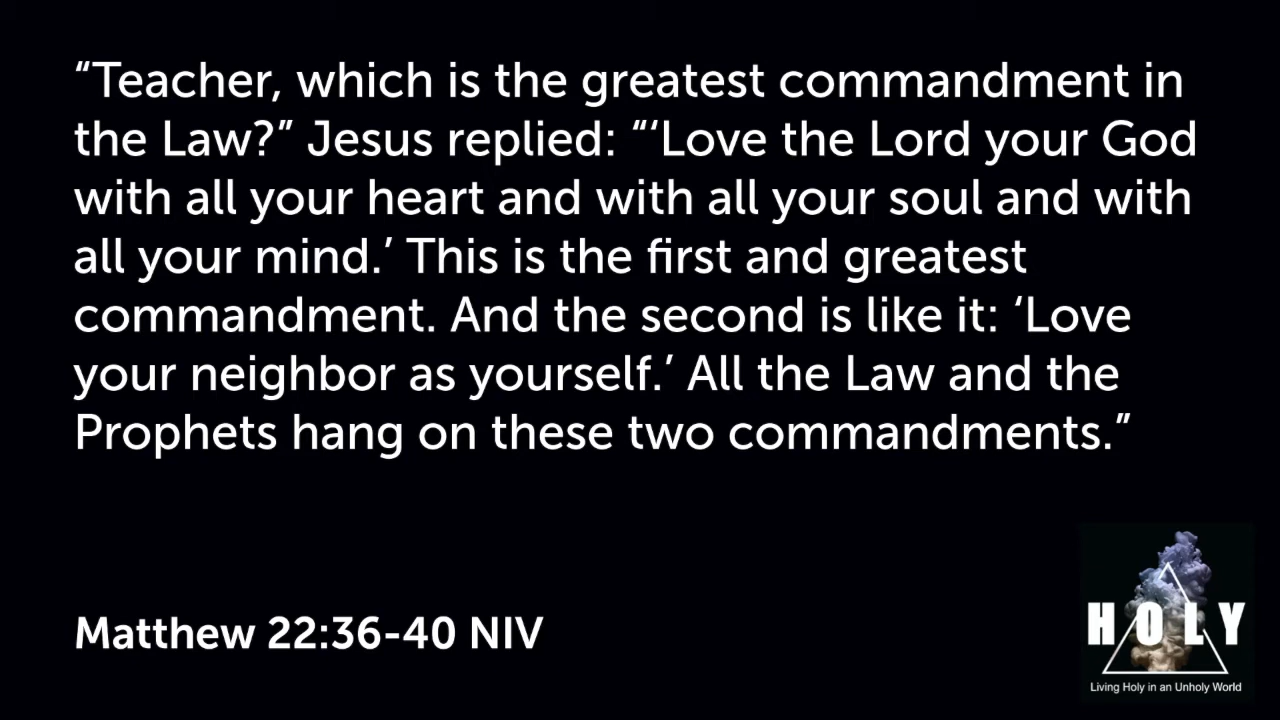 “Teacher, which is the greatest commandment in
the Law?” Jesus replied: “‘Love the Lord your God
with all your heart and with all your soul and with
all your mind.’ This is the first and greatest
commandment. And the second is like it: ‘Love
your neighbor as yourself.’ All the Law and the
Prophets hang on these two commandments.”
Matthew 22:36-40 NIV
HOLY
Living Holy in an Unholy World